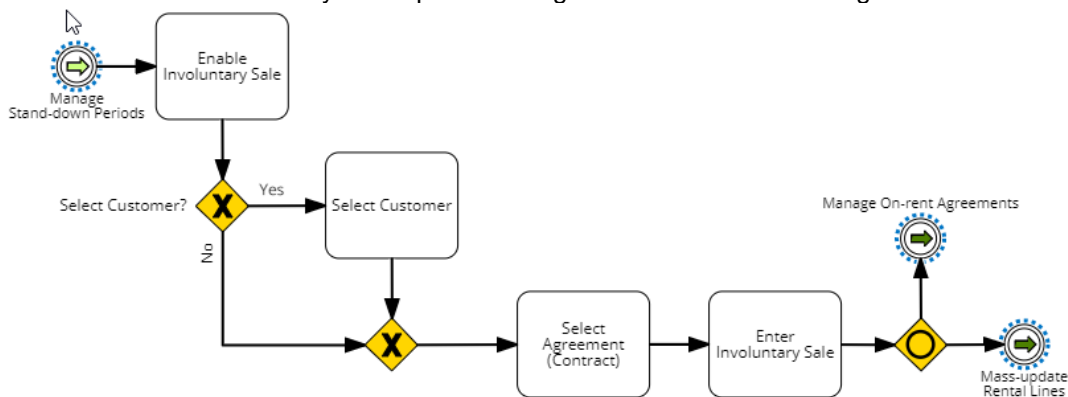 Enable
Involuntary Sale
Manage
Stand-down Periods
Select Customer?
Yes
Select Customer
No
Manage On-rent Agreements
Select
Agreement
(Contract)
Enter
Involuntary Sale
Mass-update
Rental Lines